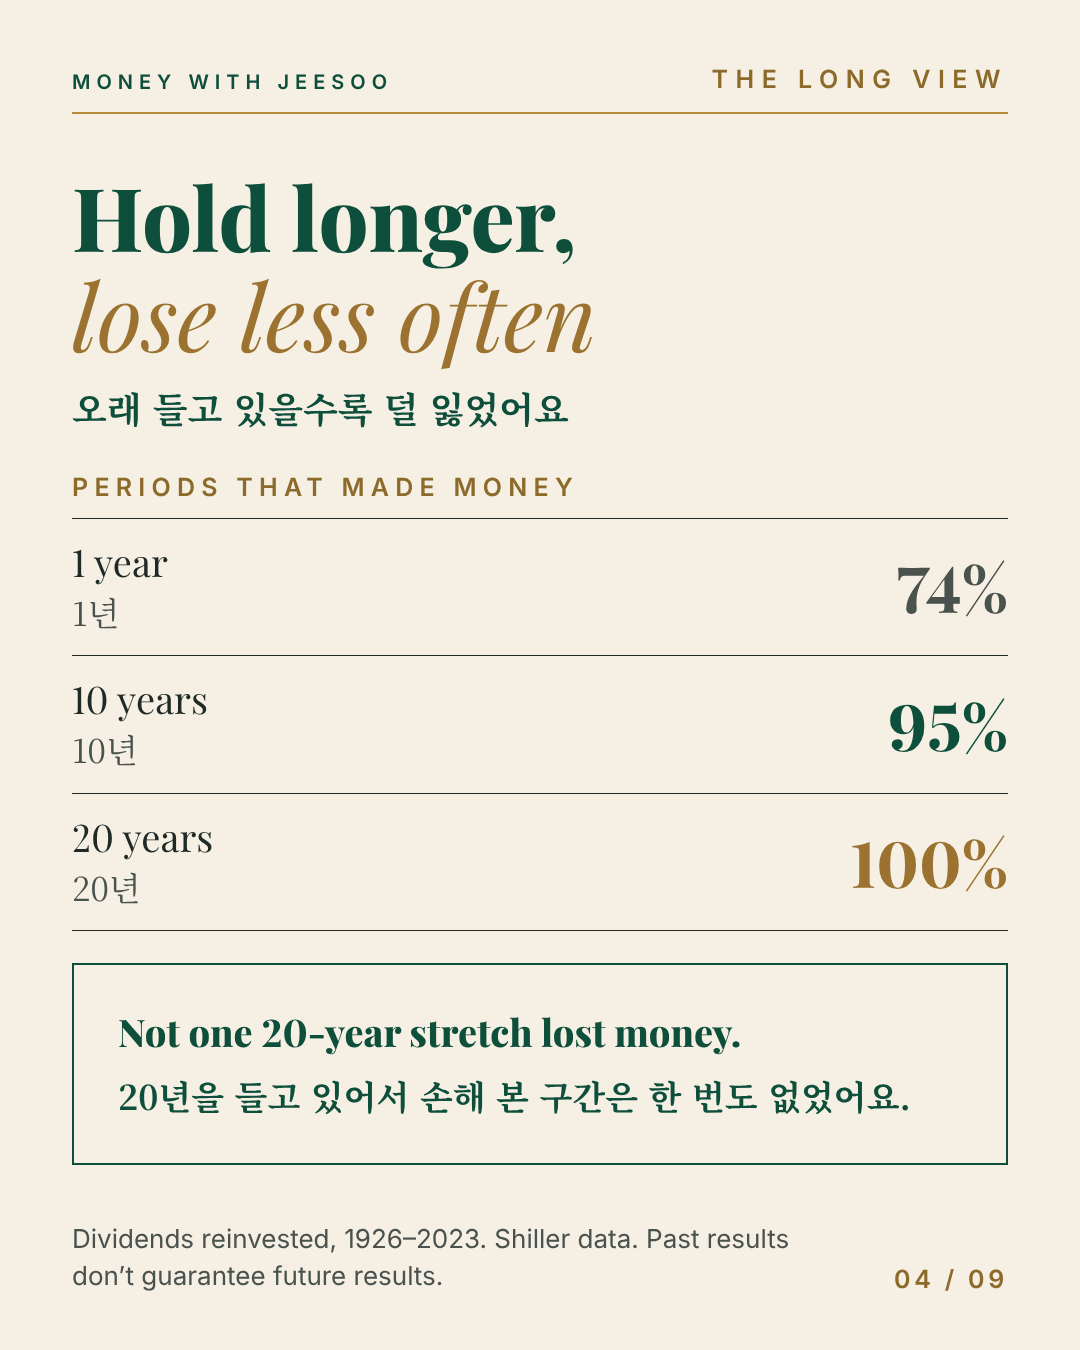 MONEY WITH JEESOO
THE LONG VIEW
Hold longer,
lose less often
오래 들고 있을수록 덜 잃었어요
PERIODS THAT MADE MONEY
1 year
1년
74%
10 years
10년
95%
20 years
20년
100%
Not one 20-year stretch lost money.
20년을 들고 있어서 손해 본 구간은 한 번도 없었어요.
Dividends reinvested, 1926–2023. Shiller data. Past results
don’t guarantee future results.
04 / 09